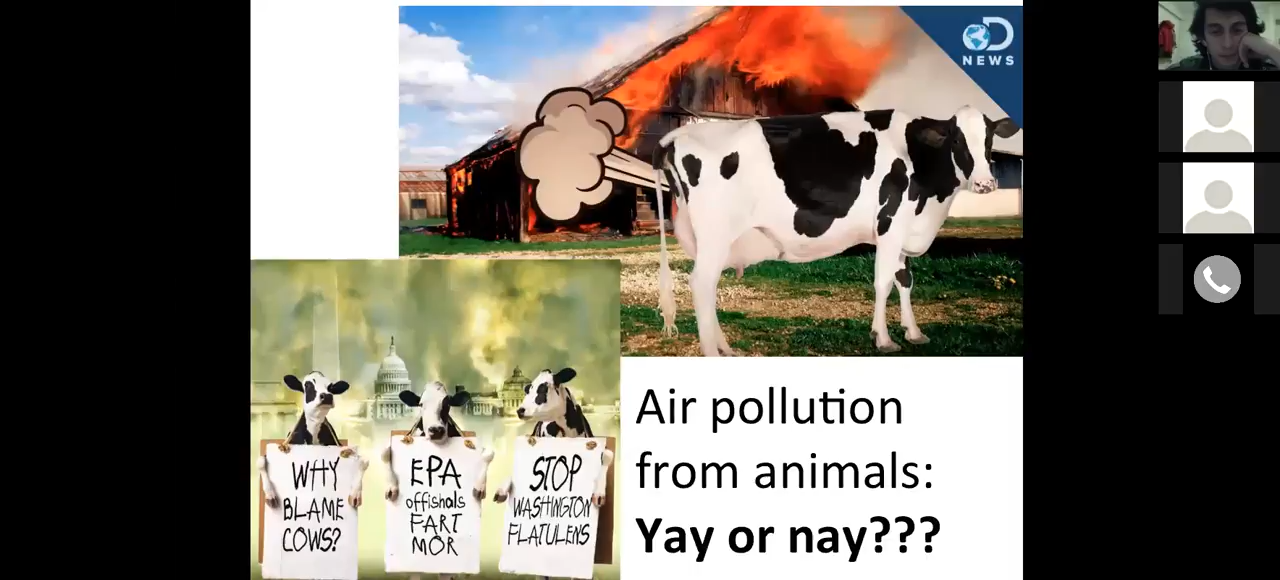 NEWS
WHY
BLAME
COWS?
EPA
offishals
FART
MOR
STOP
WASHINGTON
FLATULENS
Air pollution
from animals:
Yay or nay???